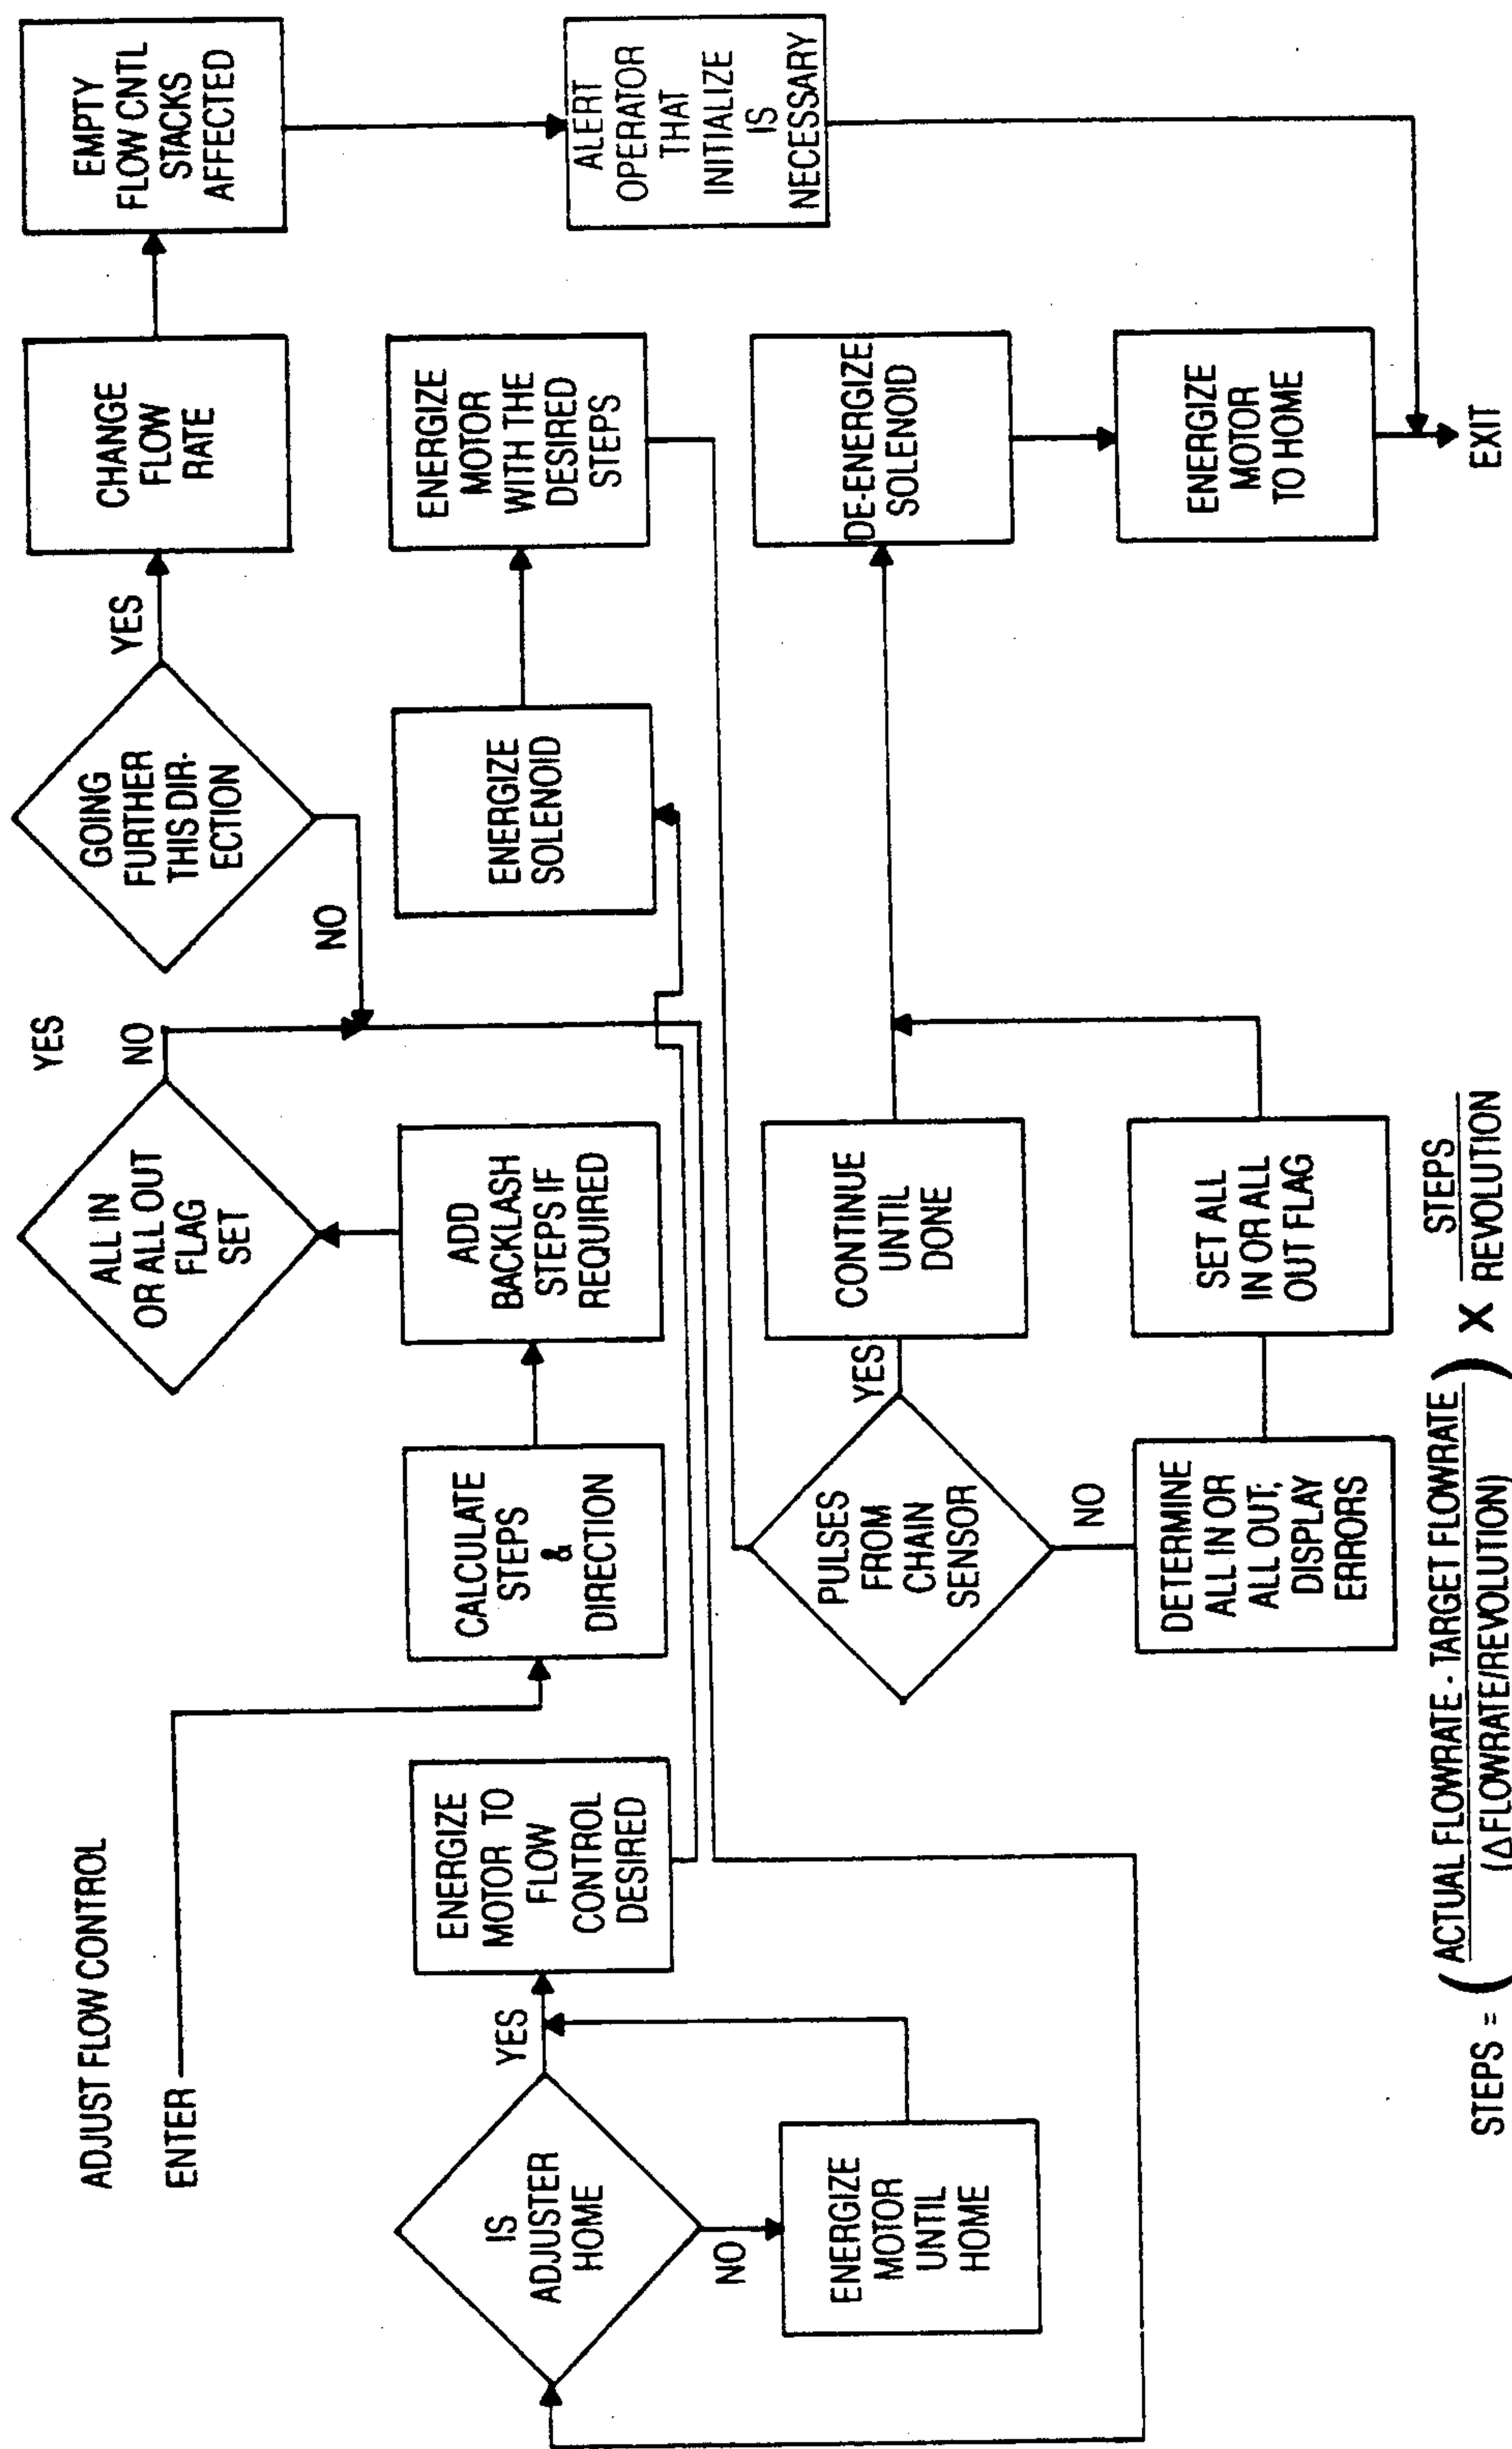 ADJUST FLOW CONTROL
ENTER
CALCULATE
STEPS
&
DIRECTION
ADD
BACKLASH
STEPS IF
REQUIRED
ALL IN
OR ALL OUT
FLAG
SET
YES
NO
GOING
FURTHER
THIS DIR-
ECTION
YES
NO
CHANGE
FLOW
RATE
EMPTY
FLOW CNTL
STACKS
AFFECTED
ALERT
OPERATOR
THAT
INITIALIZE
IS
NECESSARY
IS
ADJUSTER
HOME
YES
NO
ENERGIZE
MOTOR
UNTIL
HOME
ENERGIZE
MOTOR TO
FLOW
CONTROL
DESIRED
ENERGIZE
SOLENOID
ENERGIZE
MOTOR
WITH THE
DESIRED
STEPS
PULSES
FROM
CHAIN
SENSOR
YES
NO
CONTINUE
UNTIL
DONE
DETERMINE
ALL IN OR
ALL OUT;
DISPLAY
ERRORS
SET ALL
IN OR ALL
OUT FLAG
DE-ENERGIZE
SOLENOID
ENERGIZE
MOTOR
TO HOME
EXIT
STEPS = ( ACTUAL FLOWRATE - TARGET FLOWRATE ) X STEPS
(Δ FLOWRATE/REVOLUTION) REVOLUTION